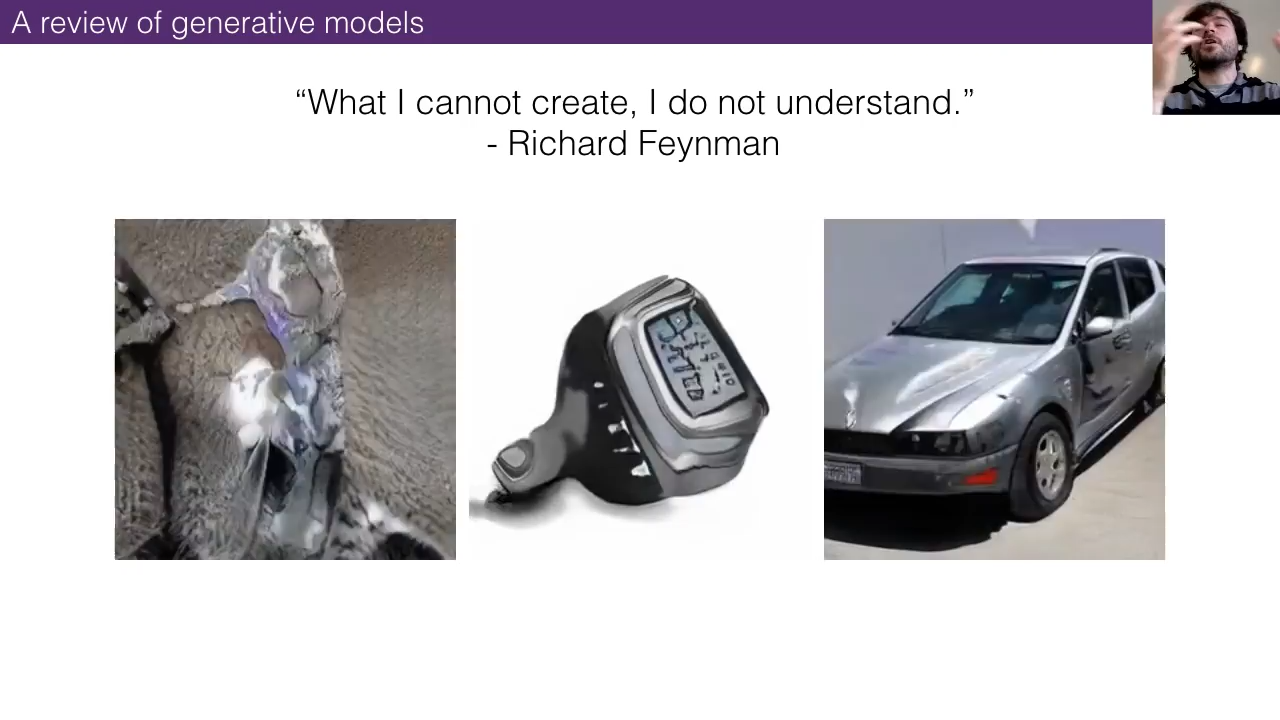 A review of generative models
“What I cannot create, I do not understand.”
- Richard Feynman